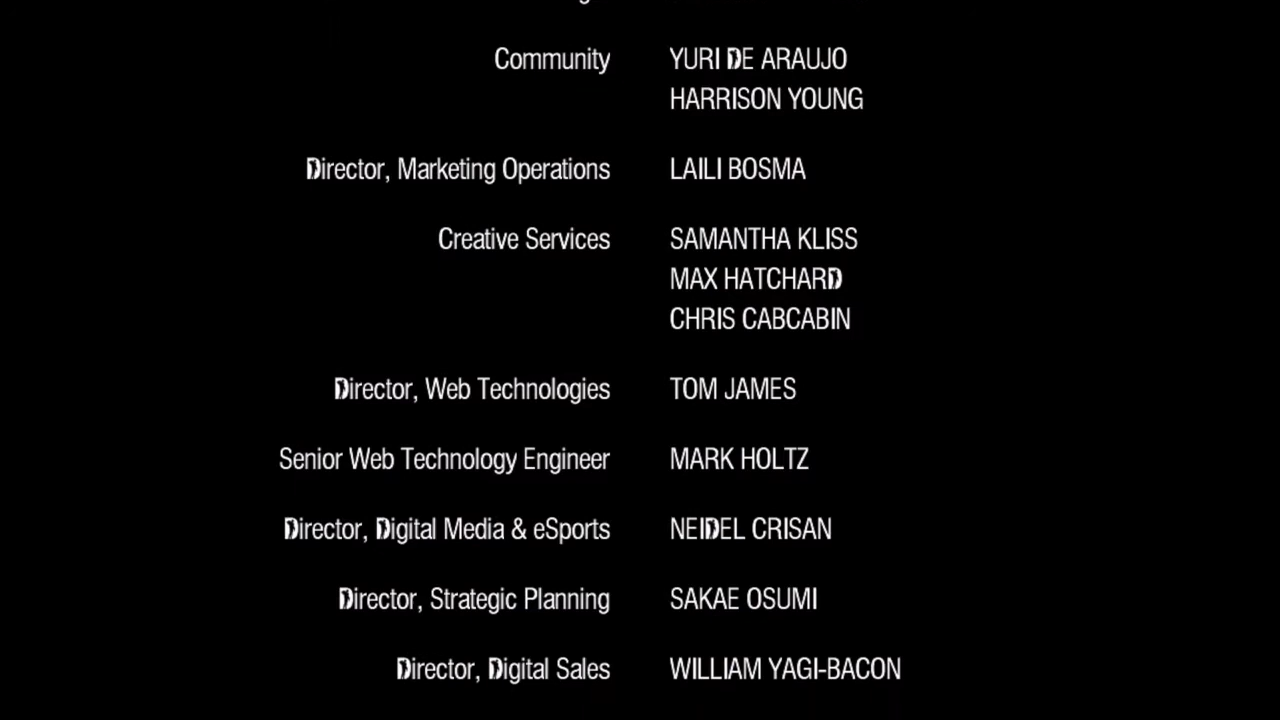 Community YURI DE ARAUJO
HARRISON YOUNG
Director, Marketing Operations LAILI BOSMA
Creative Services SAMANTHA KLISS
MAX HATCHARD
CHRIS CABCABIN
Director, Web Technologies TOM JAMES
Senior Web Technology Engineer MARK HOLTZ
Director, Digital Media & eSports NEIDEL CRISAN
Director, Strategic Planning SAKAE OSUMI
Director, Digital Sales WILLIAM YAGI-BACON